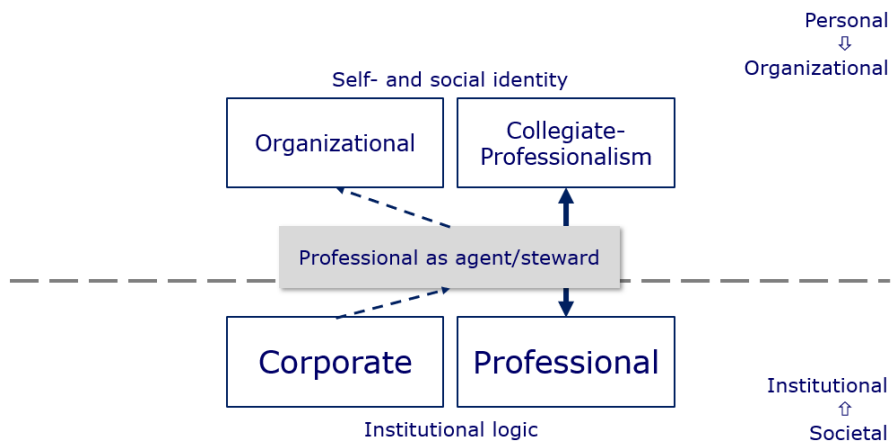 Personal
⇩
Organizational
Self- and social identity
Organizational
Collegiate-
Professionalism
Professional as agent/steward
Corporate
Professional
Institutional logic
Institutional
⇧
Societal